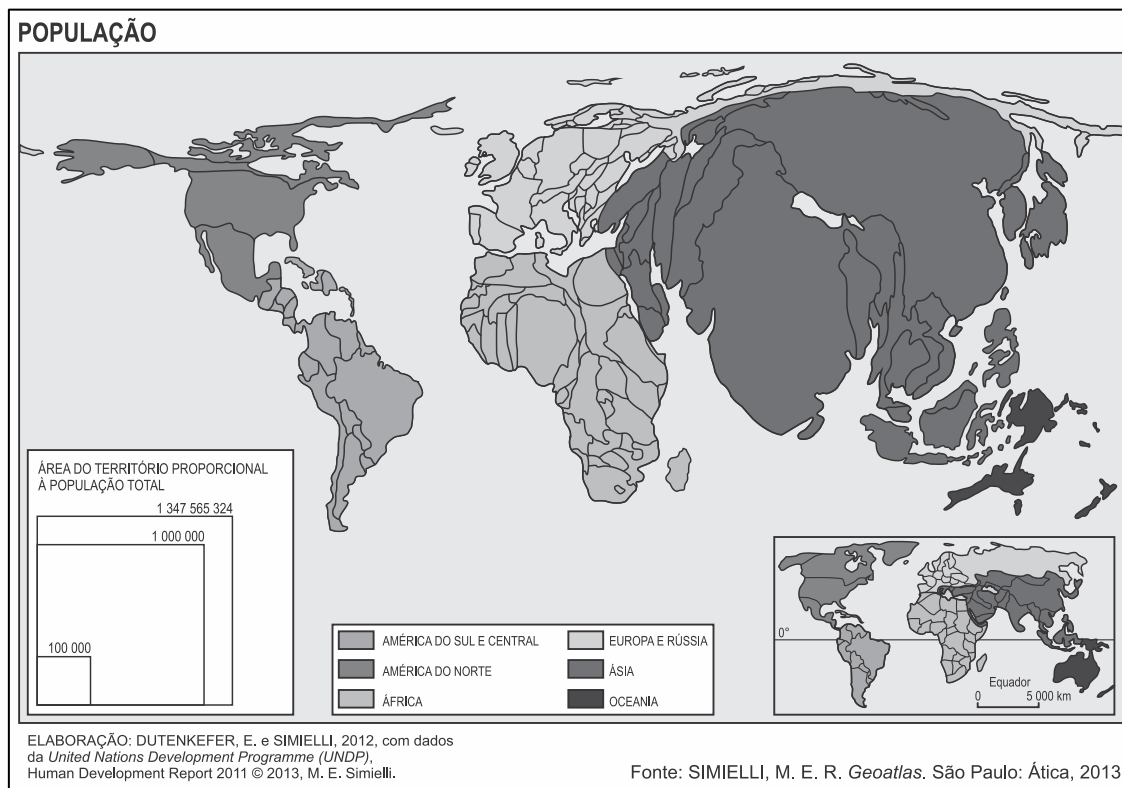 POPULAÇÃO
ÁREA DO TERRITÓRIO PROPORCIONAL
À POPULAÇÃO TOTAL
1 347 565 324
1 000 000
100 000
AMÉRICA DO SUL E CENTRAL
AMÉRICA DO NORTE
ÁFRICA
EUROPA E RÚSSIA
ÁSIA
OCEANIA
0°
Equador
0 5 000 km
ELABORAÇÃO: DUTENKEFER, E. e SIMIELLI, 2012, com dados
da United Nations Development Programme (UNDP),
Human Development Report 2011 © 2013, M. E. Simielli.
Fonte: SIMIELLI, M. E. R. Geoatlas. São Paulo: Ática, 2013